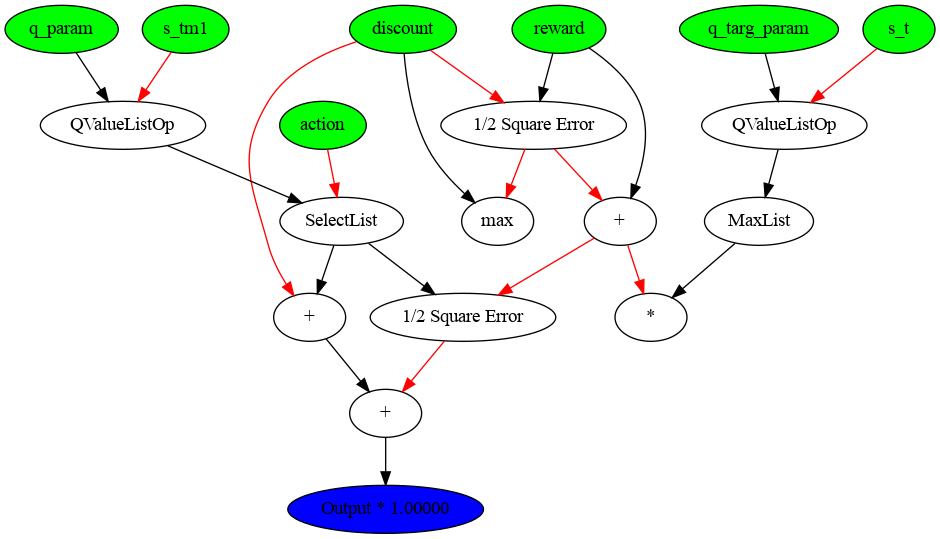 q_param
s_tm1
discount
reward
q_targ_param
s_t
QValueListOp
action
1/2 Square Error
QValueListOp
SelectList
max
+
MaxList
+
1/2 Square Error
*
+
Output * 1.00000